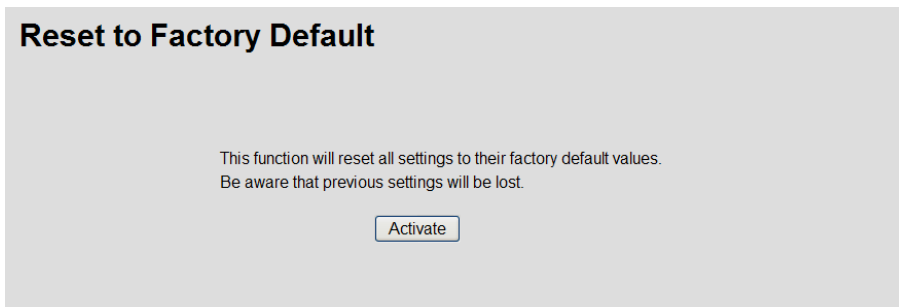 Reset to Factory Default
This function will reset all settings to their factory default values.
Be aware that previous settings will be lost.
Activate